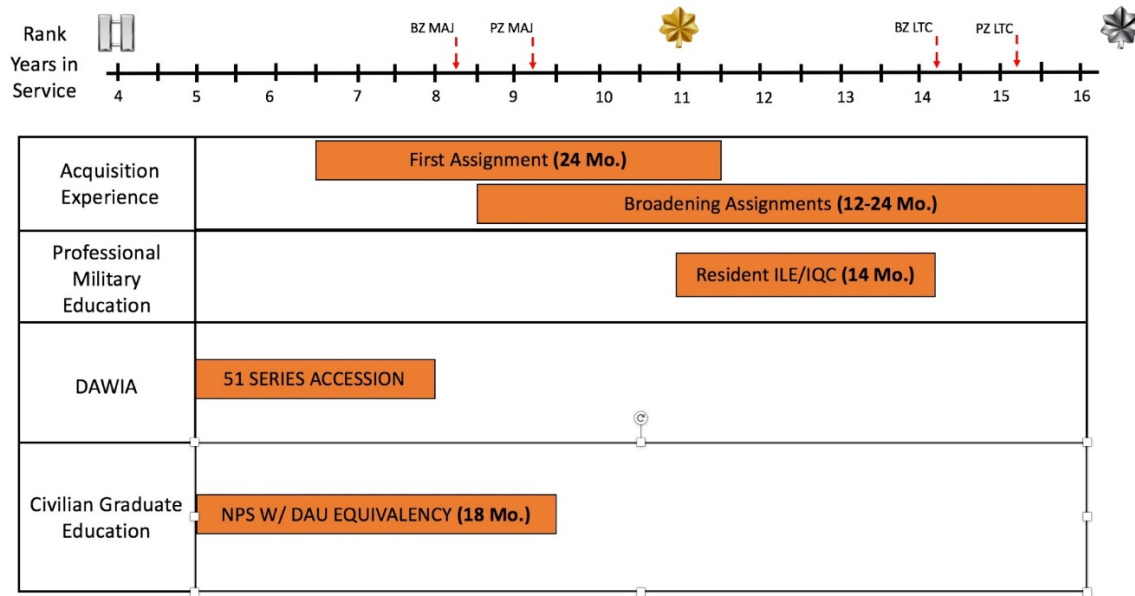 Rank
BZ MAJ
PZ MAJ
BZ LTC
PZ LTC
Years in
Service
4 5 6 7 8 9 10 11 12 13 14 15 16
Acquisition
Experience
First Assignment (24 Mo.)
Broadening Assignments (12-24 Mo.)
Professional
Military
Education
Resident ILE/IQC (14 Mo.)
DAWIA
51 SERIES ACCESSION
Civilian Graduate
Education
NPS W/ DAU EQUIVALENCY (18 Mo.)